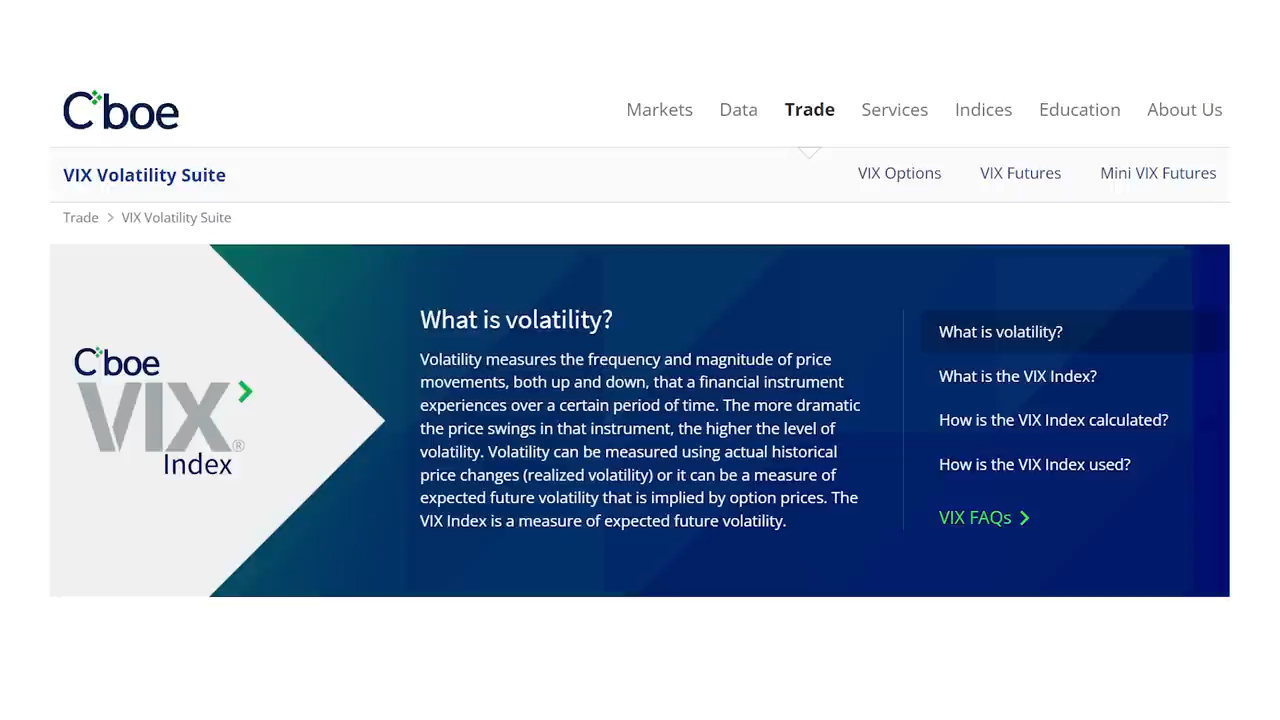 Cboe
Markets Data Trade Services Indices Education About Us
VIX Volatility Suite
VIX Options VIX Futures Mini VIX Futures
Trade > VIX Volatility Suite
Cboe
VIX®
Index
What is volatility?
Volatility measures the frequency and magnitude of price
movements, both up and down, that a financial instrument
experiences over a certain period of time. The more dramatic
the price swings in that instrument, the higher the level of
volatility. Volatility can be measured using actual historical
price changes (realized volatility) or it can be a measure of
expected future volatility that is implied by option prices. The
VIX Index is a measure of expected future volatility.
What is volatility?
What is the VIX Index?
How is the VIX Index calculated?
How is the VIX Index used?
VIX FAQs >